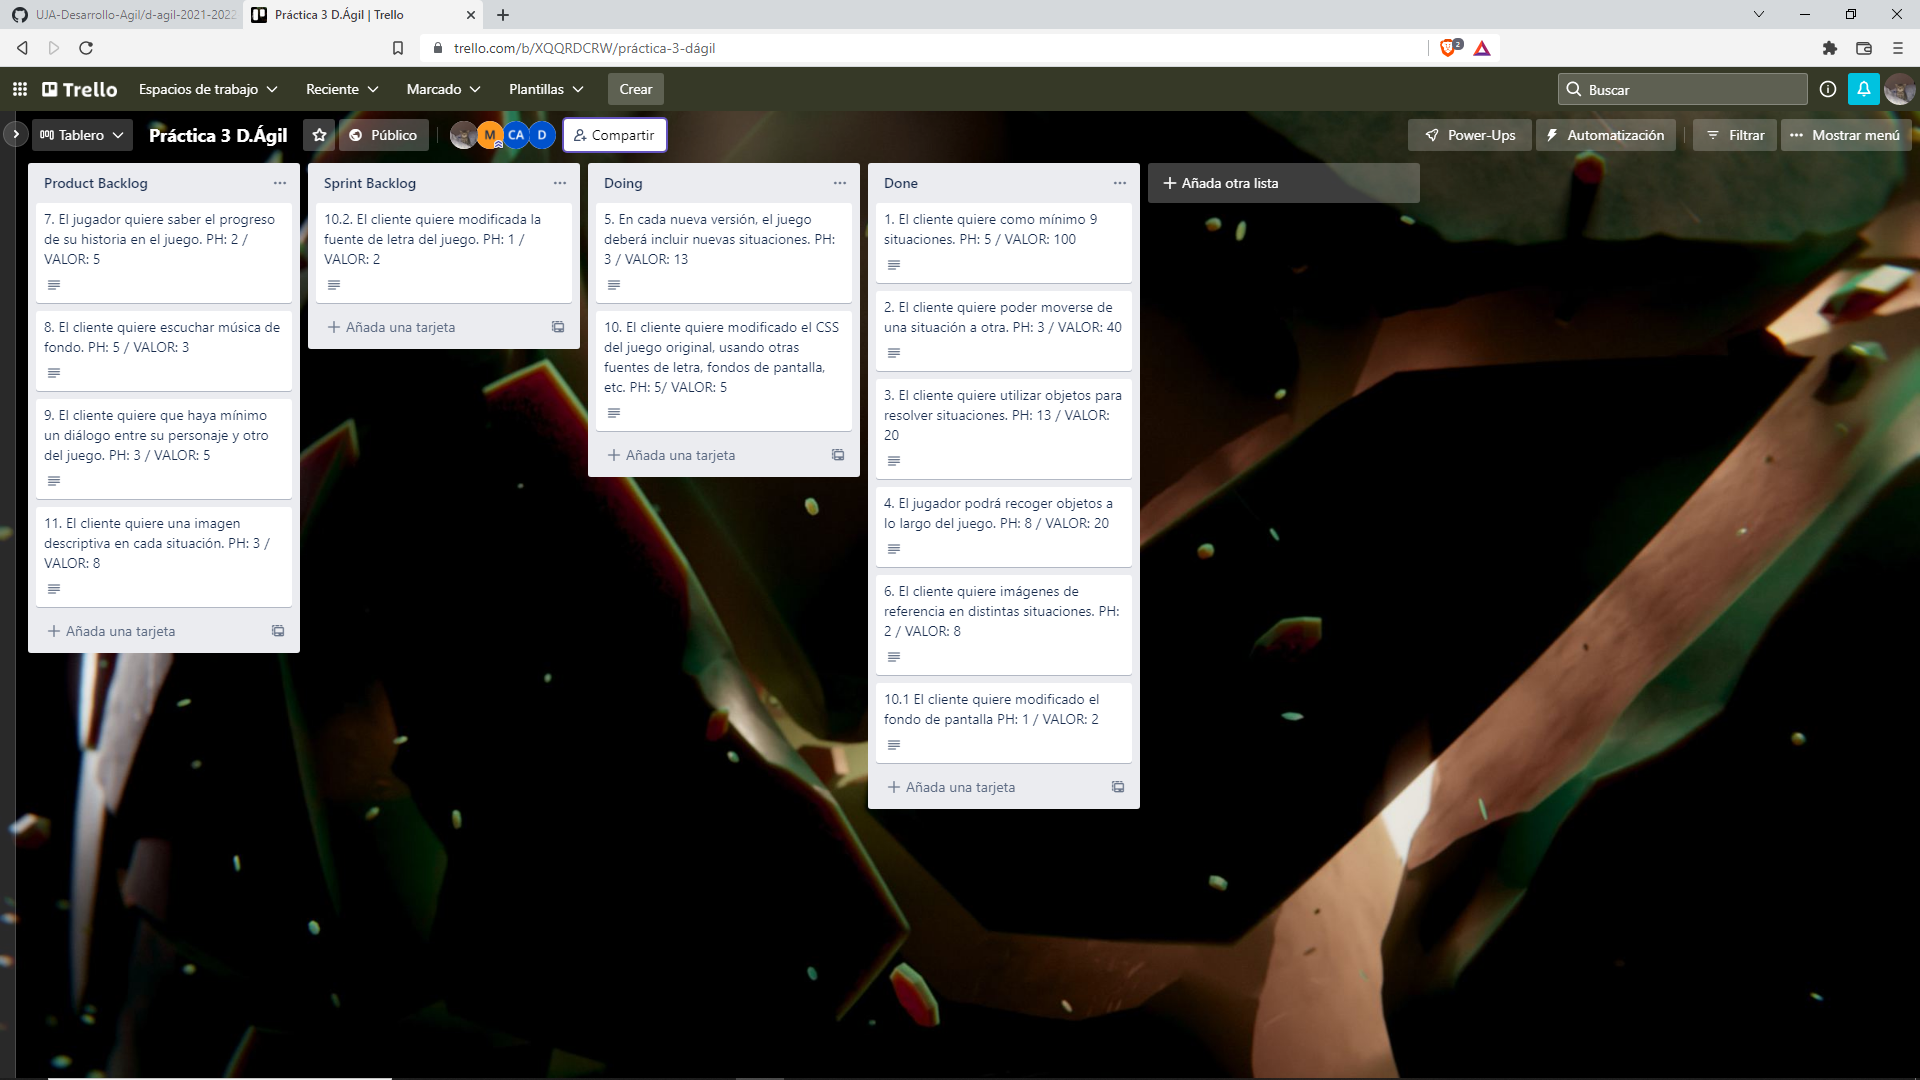 UJA-Desarrollo-Agil/d-agil-2021-2022
Práctica 3 D.Ágil | Trello
trello.com/b/XQQRDCRW/práctica-3-dágil
2
Trello
Espacios de trabajo
Reciente
Marcado
Plantillas
Crear
Buscar
Tablero
Práctica 3 D.Ágil
Público
M
CA
D
Compartir
Power-Ups
Automatización
Filtrar
Mostrar menú
Product Backlog
7. El jugador quiere saber el progreso
de su historia en el juego. PH: 2 /
VALOR: 5
8. El cliente quiere escuchar música de
fondo. PH: 5 / VALOR: 3
9. El cliente quiere que haya mínimo
un diálogo entre su personaje y otro
del juego. PH: 3 / VALOR: 5
11. El cliente quiere una imagen
descriptiva en cada situación. PH: 3 /
VALOR: 8
Añada una tarjeta
Sprint Backlog
10.2. El cliente quiere modificada la
fuente de letra del juego. PH: 1 /
VALOR: 2
Añada una tarjeta
Doing
5. En cada nueva versión, el juego
deberá incluir nuevas situaciones. PH:
3 / VALOR: 13
10. El cliente quiere modificado el CSS
del juego original, usando otras
fuentes de letra, fondos de pantalla,
etc. PH: 5/ VALOR: 5
Añada una tarjeta
Done
1. El cliente quiere como mínimo 9
situaciones. PH: 5 / VALOR: 100
2. El cliente quiere poder moverse de
una situación a otra. PH: 3 / VALOR: 40
3. El cliente quiere utilizar objetos para
resolver situaciones. PH: 13 / VALOR:
20
4. El jugador podrá recoger objetos a
lo largo del juego. PH: 8 / VALOR: 20
6. El cliente quiere imágenes de
referencia en distintas situaciones. PH:
2 / VALOR: 8
10.1 El cliente quiere modificado el
fondo de pantalla PH: 1 / VALOR: 2
Añada una tarjeta
Añada otra lista